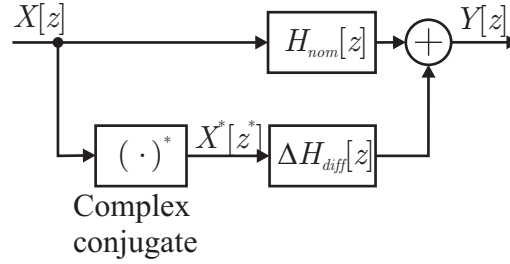 X[z]
H_nom[z]
+
Y[z]
( · )*
X*[z*]
ΔH_diff[z]
Complex
conjugate